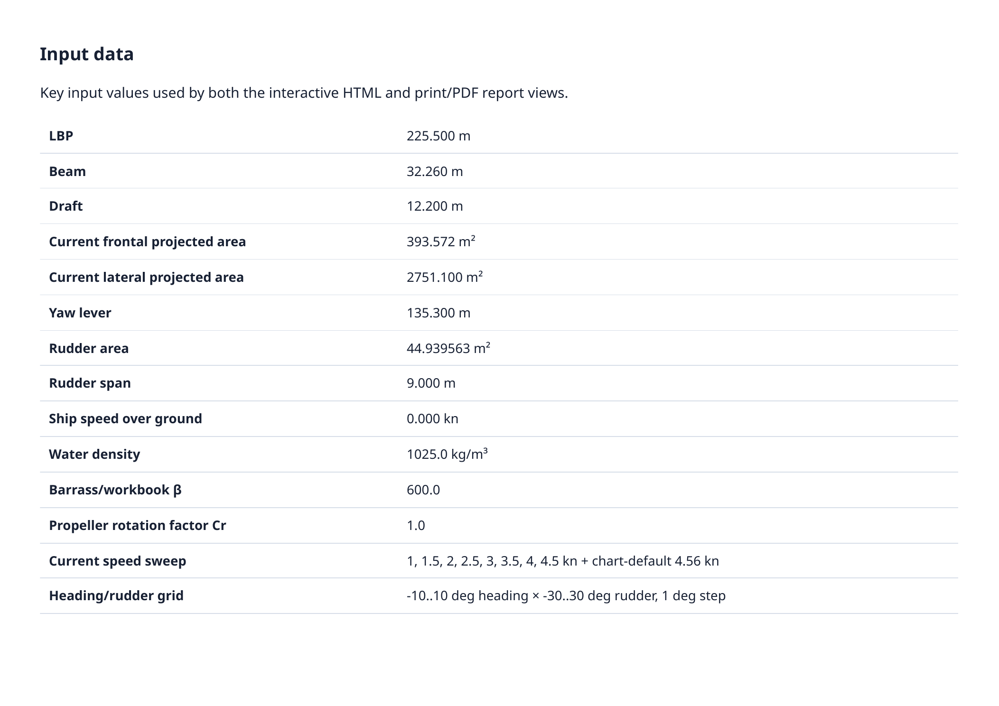 Input data
Key input values used by both the interactive HTML and print/PDF report views.
LBP 225.500 m
Beam 32.260 m
Draft 12.200 m
Current frontal projected area 393.572 m²
Current lateral projected area 2751.100 m²
Yaw lever 135.300 m
Rudder area 44.939563 m²
Rudder span 9.000 m
Ship speed over ground 0.000 kn
Water density 1025.0 kg/m³
Barrass/workbook β 600.0
Propeller rotation factor Cr 1.0
Current speed sweep 1, 1.5, 2, 2.5, 3, 3.5, 4, 4.5 kn + chart-default 4.56 kn
Heading/rudder grid -10..10 deg heading × -30..30 deg rudder, 1 deg step